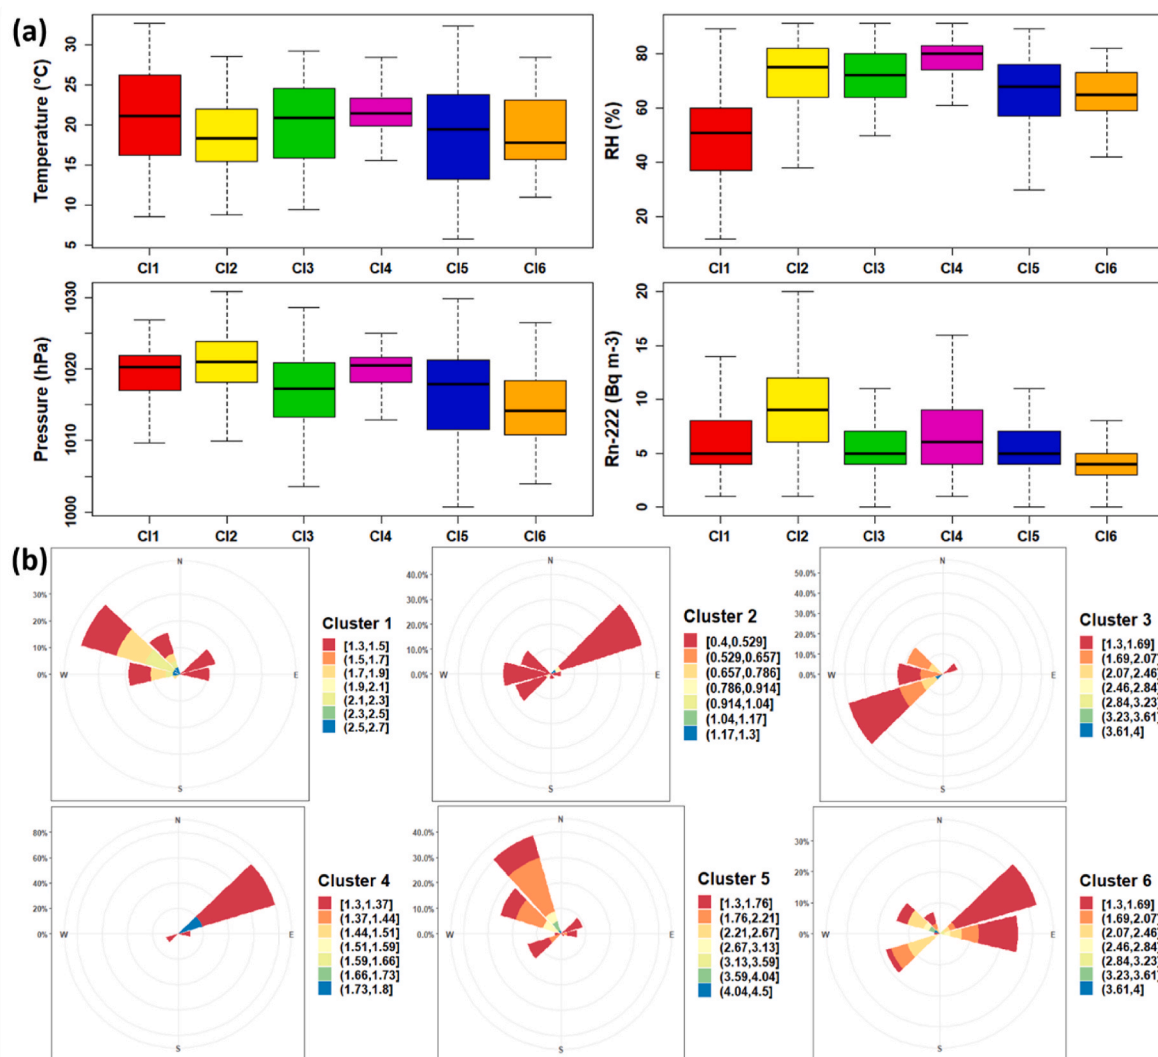 (a)
Temperature (°C)
30
25
20
15
10
5
Cl1 Cl2 Cl3 Cl4 Cl5 Cl6
RH (%)
80
60
40
20
Cl1 Cl2 Cl3 Cl4 Cl5 Cl6
Pressure (hPa)
1030
1020
1010
1000
Cl1 Cl2 Cl3 Cl4 Cl5 Cl6
Rn-222 (Bq m-3)
20
15
10
5
0
Cl1 Cl2 Cl3 Cl4 Cl5 Cl6
(b)
N
30%
20%
10%
0%
W E
S
Cluster 1
[1.3,1.5]
(1.5,1.7]
(1.7,1.9]
(1.9,2.1]
(2.1,2.3]
(2.3,2.5]
(2.5,2.7]
N
40.0%
30.0%
20.0%
10.0%
0.0%
W E
S
Cluster 2
[0.4,0.529]
(0.529,0.657]
(0.657,0.786]
(0.786,0.914]
(0.914,1.04]
(1.04,1.17]
(1.17,1.3]
N
50.0%
40.0%
30.0%
20.0%
10.0%
0.0%
W E
S
Cluster 3
[1.3,1.69]
(1.69,2.07]
(2.07,2.46]
(2.46,2.84]
(2.84,3.23]
(3.23,3.61]
(3.61,4]
N
80%
60%
40%
20%
0%
W E
S
Cluster 4
[1.3,1.37]
(1.37,1.44]
(1.44,1.51]
(1.51,1.59]
(1.59,1.66]
(1.66,1.73]
(1.73,1.8]
N
40.0%
30.0%
20.0%
10.0%
0.0%
W E
S
Cluster 5
[1.3,1.76]
(1.76,2.21]
(2.21,2.67]
(2.67,3.13]
(3.13,3.59]
(3.59,4.04]
(4.04,4.5]
N
30%
20%
10%
0%
W E
S
Cluster 6
[1.3,1.69]
(1.69,2.07]
(2.07,2.46]
(2.46,2.84]
(2.84,3.23]
(3.23,3.61]
(3.61,4]